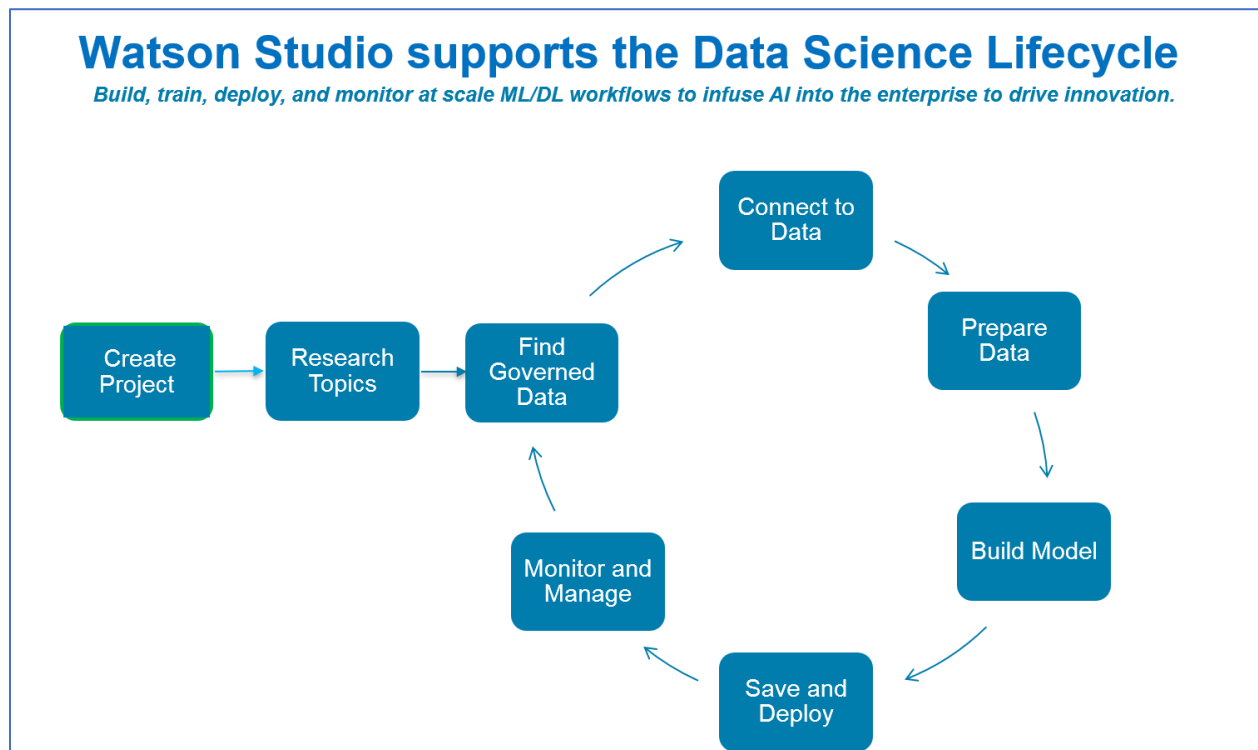 Watson Studio supports the Data Science Lifecycle
Build, train, deploy, and monitor at scale ML/DL workflows to infuse AI into the enterprise to drive innovation.
Create
Project
Research
Topics
Find
Governed
Data
Connect to
Data
Prepare
Data
Build Model
Save and
Deploy
Monitor and
Manage